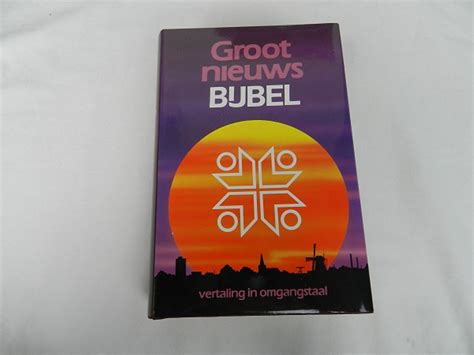 Groot
nieuws
BIJBEL
vertaling in omgangstaal